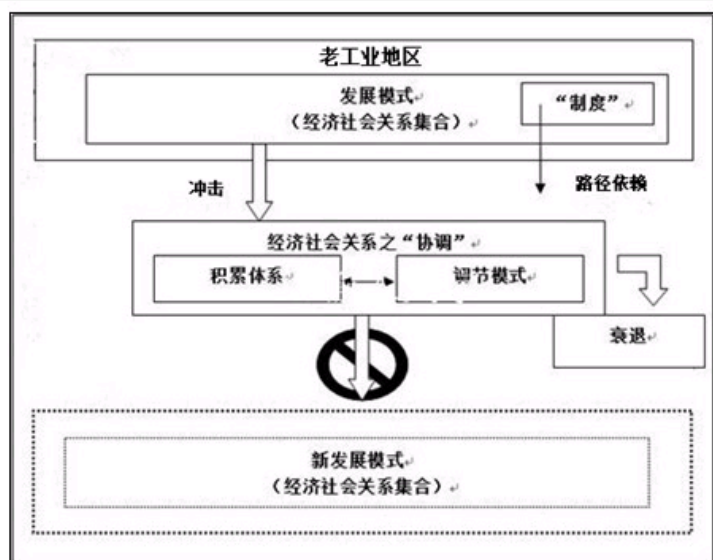 老工业地区
发展模式
（经济社会关系集合）
“制度”
冲击
路径依赖
经济社会关系之“协调”
积累体系
调节模式
衰退
新发展模式
（经济社会关系集合）